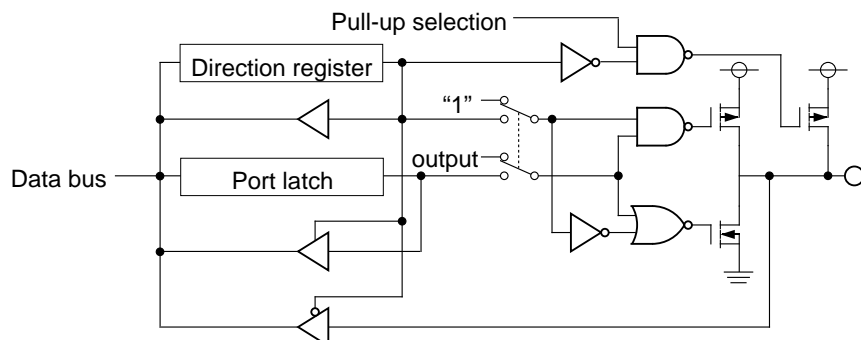 Pull-up selection
Direction register
“1”
output
Data bus
Port latch